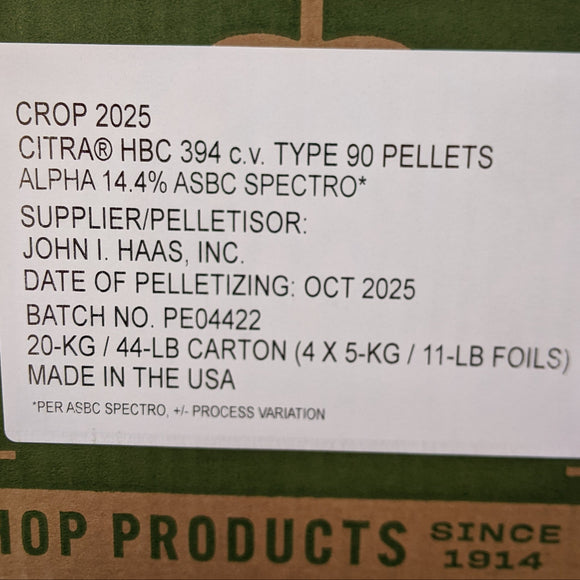 CROP 2025
CITRA® HBC 394 c.v. TYPE 90 PELLETS
ALPHA 14.4% ASBC SPECTRO*
SUPPLIER/PELLETISOR:
JOHN I. HAAS, INC.
DATE OF PELLETIZING: OCT 2025
BATCH NO. PE04422
20-KG / 44-LB CARTON (4 X 5-KG / 11-LB FOILS)
MADE IN THE USA
*PER ASBC SPECTRO, +/- PROCESS VARIATION
HOP PRODUCTS
SINCE
1914